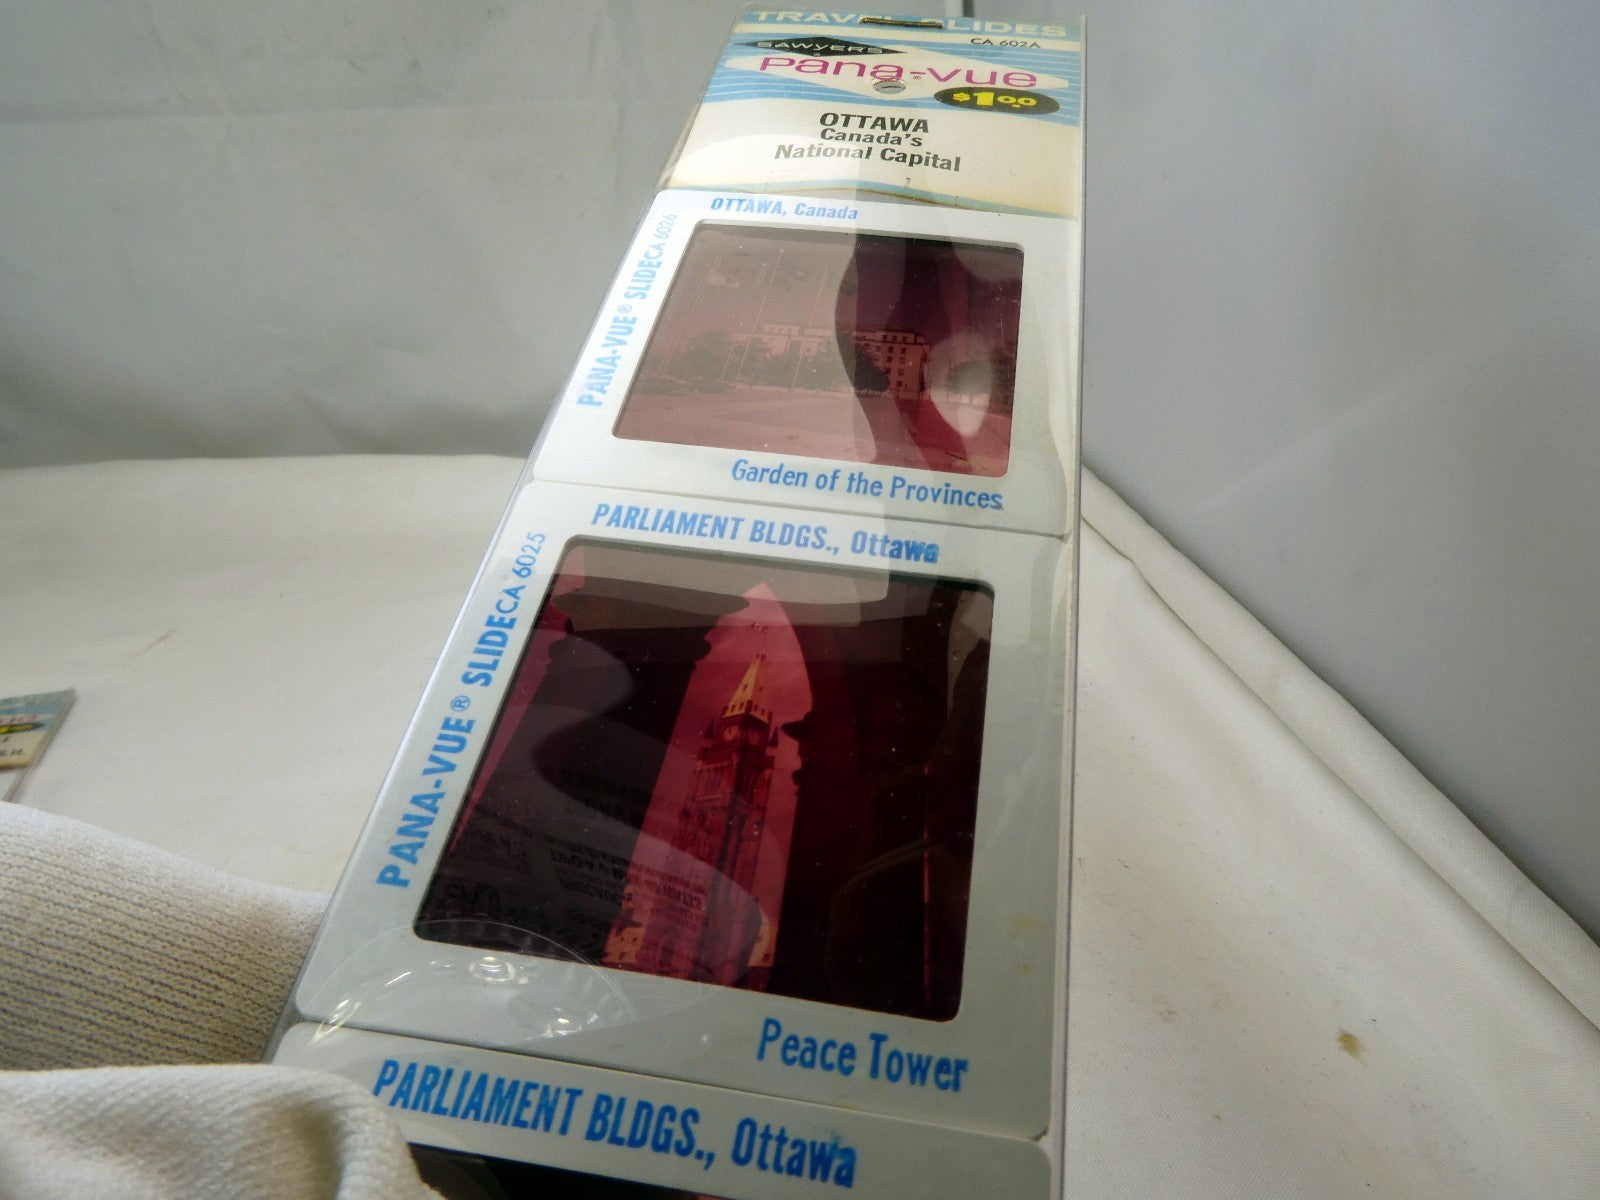 TRAVEL SLIDES
CA 602A
SAWYERS
Pana-Vue
$1.00
OTTAWA
Canada's
National Capital
OTTAWA, Canada
PANA-VUE® SLIDE CA 6026
Garden of the Provinces
PARLIAMENT BLDGS., Ottawa
PANA-VUE® SLIDE CA 6025
Peace Tower
PARLIAMENT BLDGS., Ottawa